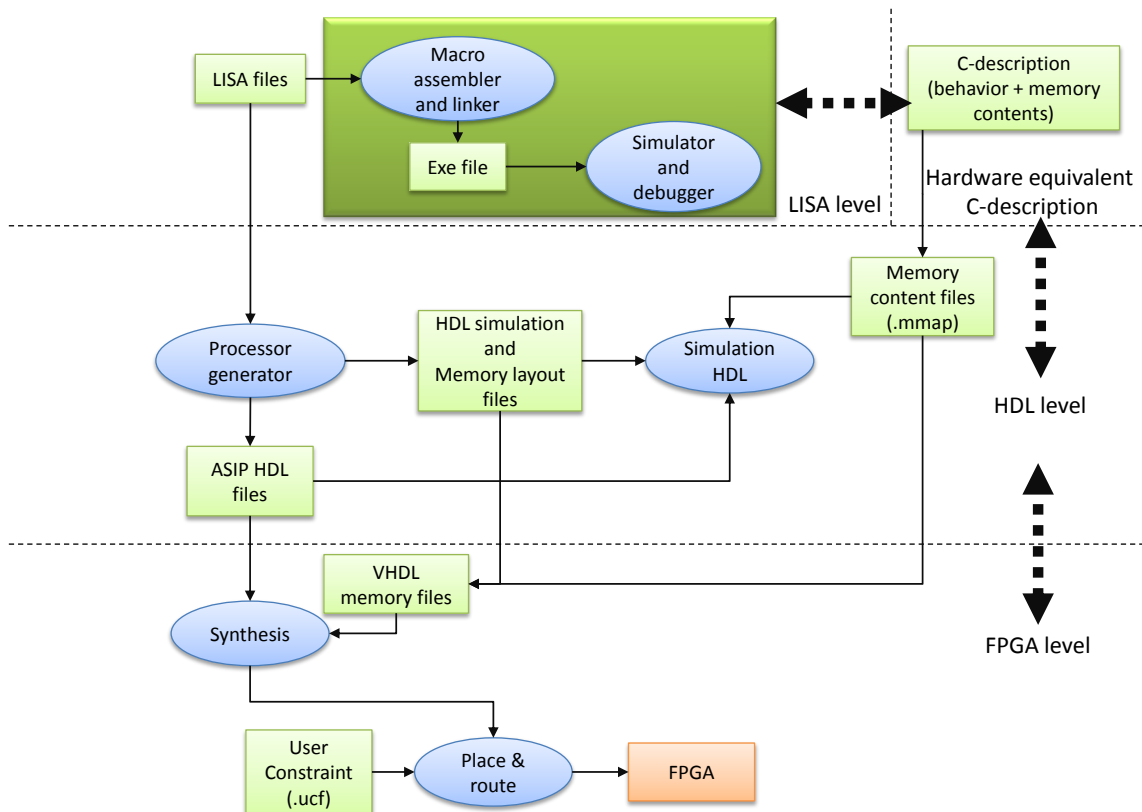 LISA files
Macro
assembler
and linker
Exe file
Simulator
and
debugger
LISA level
C-description
(behavior + memory
contents)
Hardware equivalent
C-description
Memory
content files
(.mmap)
Processor
generator
HDL simulation
and
Memory layout
files
Simulation
HDL
HDL level
ASIP HDL
files
VHDL
memory files
Synthesis
FPGA level
User
Constraint
(.ucf)
Place &
route
FPGA